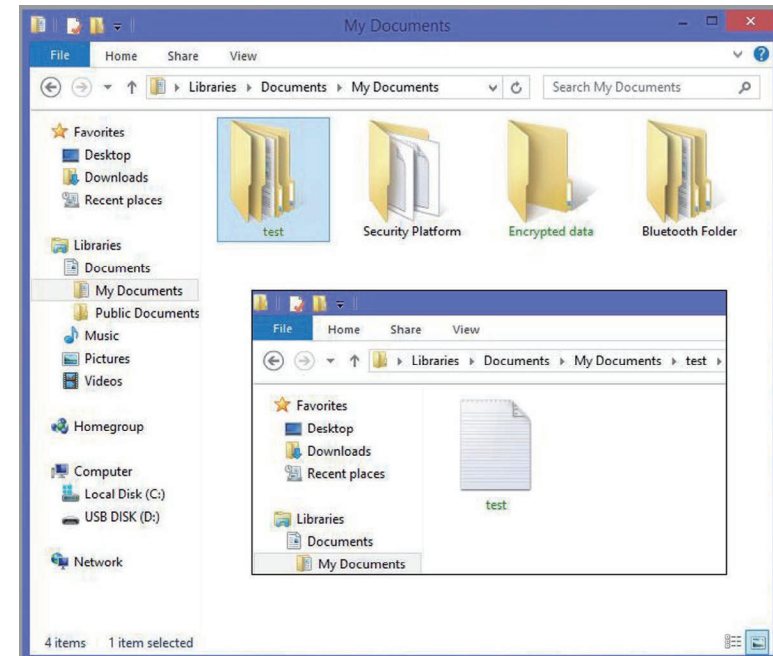 My Documents
File Home Share View
Libraries Documents My Documents
Search My Documents
Favorites
Desktop
Downloads
Recent places
Libraries
Documents
My Documents
Public Documents
Music
Pictures
Videos
Homegroup
Computer
Local Disk (C:)
USB DISK (D:)
Network
test Security Platform Encrypted data Bluetooth Folder
File Home Share View
Libraries Documents My Documents test
Favorites
Desktop
Downloads
Recent places
Libraries
Documents
My Documents
test
4 items 1 item selected